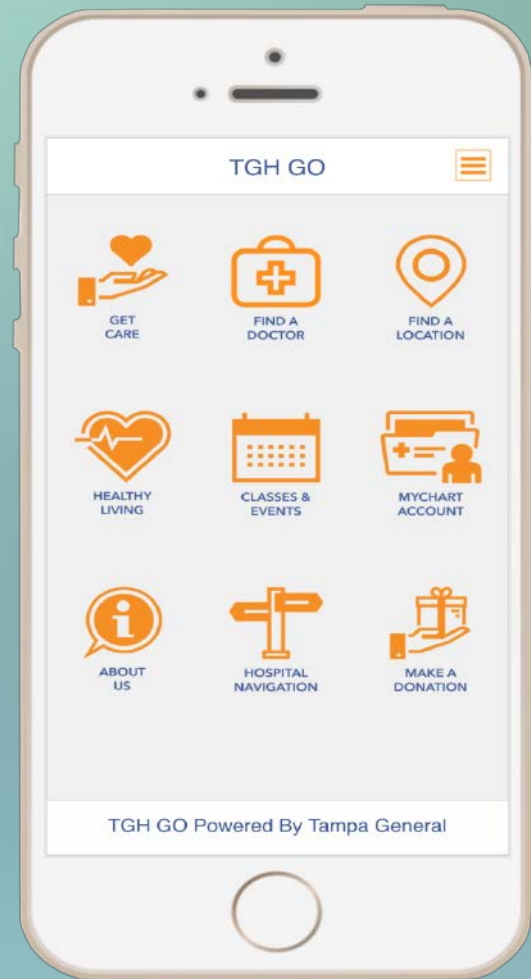 TGH GO
GET
CARE
FIND A
DOCTOR
FIND A
LOCATION
HEALTHY
LIVING
CLASSES &
EVENTS
MYCHART
ACCOUNT
ABOUT
US
HOSPITAL
NAVIGATION
MAKE A
DONATION
TGH GO Powered By Tampa General